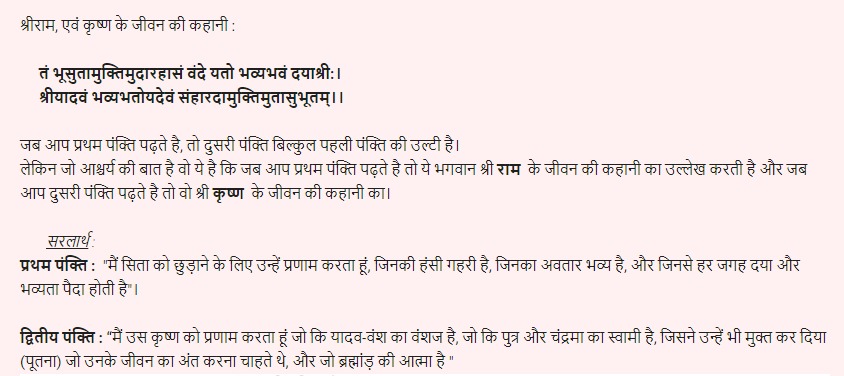 श्रीराम, एवं कृष्ण के जीवन की कहानी :
तं भूसुतामुक्तिमुदारहासं वंदे यतो भव्यभवं दयाश्रीः।
श्रीयादवं भव्यभतोयदेवं संहारदामुक्तिमुतासुभूतम्।।
जब आप प्रथम पंक्ति पढ़ते है, तो दुसरी पंक्ति बिल्कुल पहली पंक्ति की उल्टी है।
लेकिन जो आश्चर्य की बात है वो ये है कि जब आप प्रथम पंक्ति पढ़ते है तो ये भगवान श्री राम के जीवन की कहानी का उल्लेख करती है और जब
आप दुसरी पंक्ति पढ़ते है तो वो श्री कृष्ण के जीवन की कहानी का।
सरलार्थ :
प्रथम पंक्ति : "मैं सिता को छुड़ाने के लिए उन्हें प्रणाम करता हूं, जिनकी हंसी गहरी है, जिनका अवतार भव्य है, और जिनसे हर जगह दया और
भव्यता पैदा होती है"।
द्वितीय पंक्ति : "मैं उस कृष्ण को प्रणाम करता हूं जो कि यादव-वंश का वंशज है, जो कि पुत्र और चंद्रमा का स्वामी है, जिसने उन्हें भी मुक्त कर दिया
(पूतना) जो उनके जीवन का अंत करना चाहते थे, और जो ब्रह्मांड़ की आत्मा है "